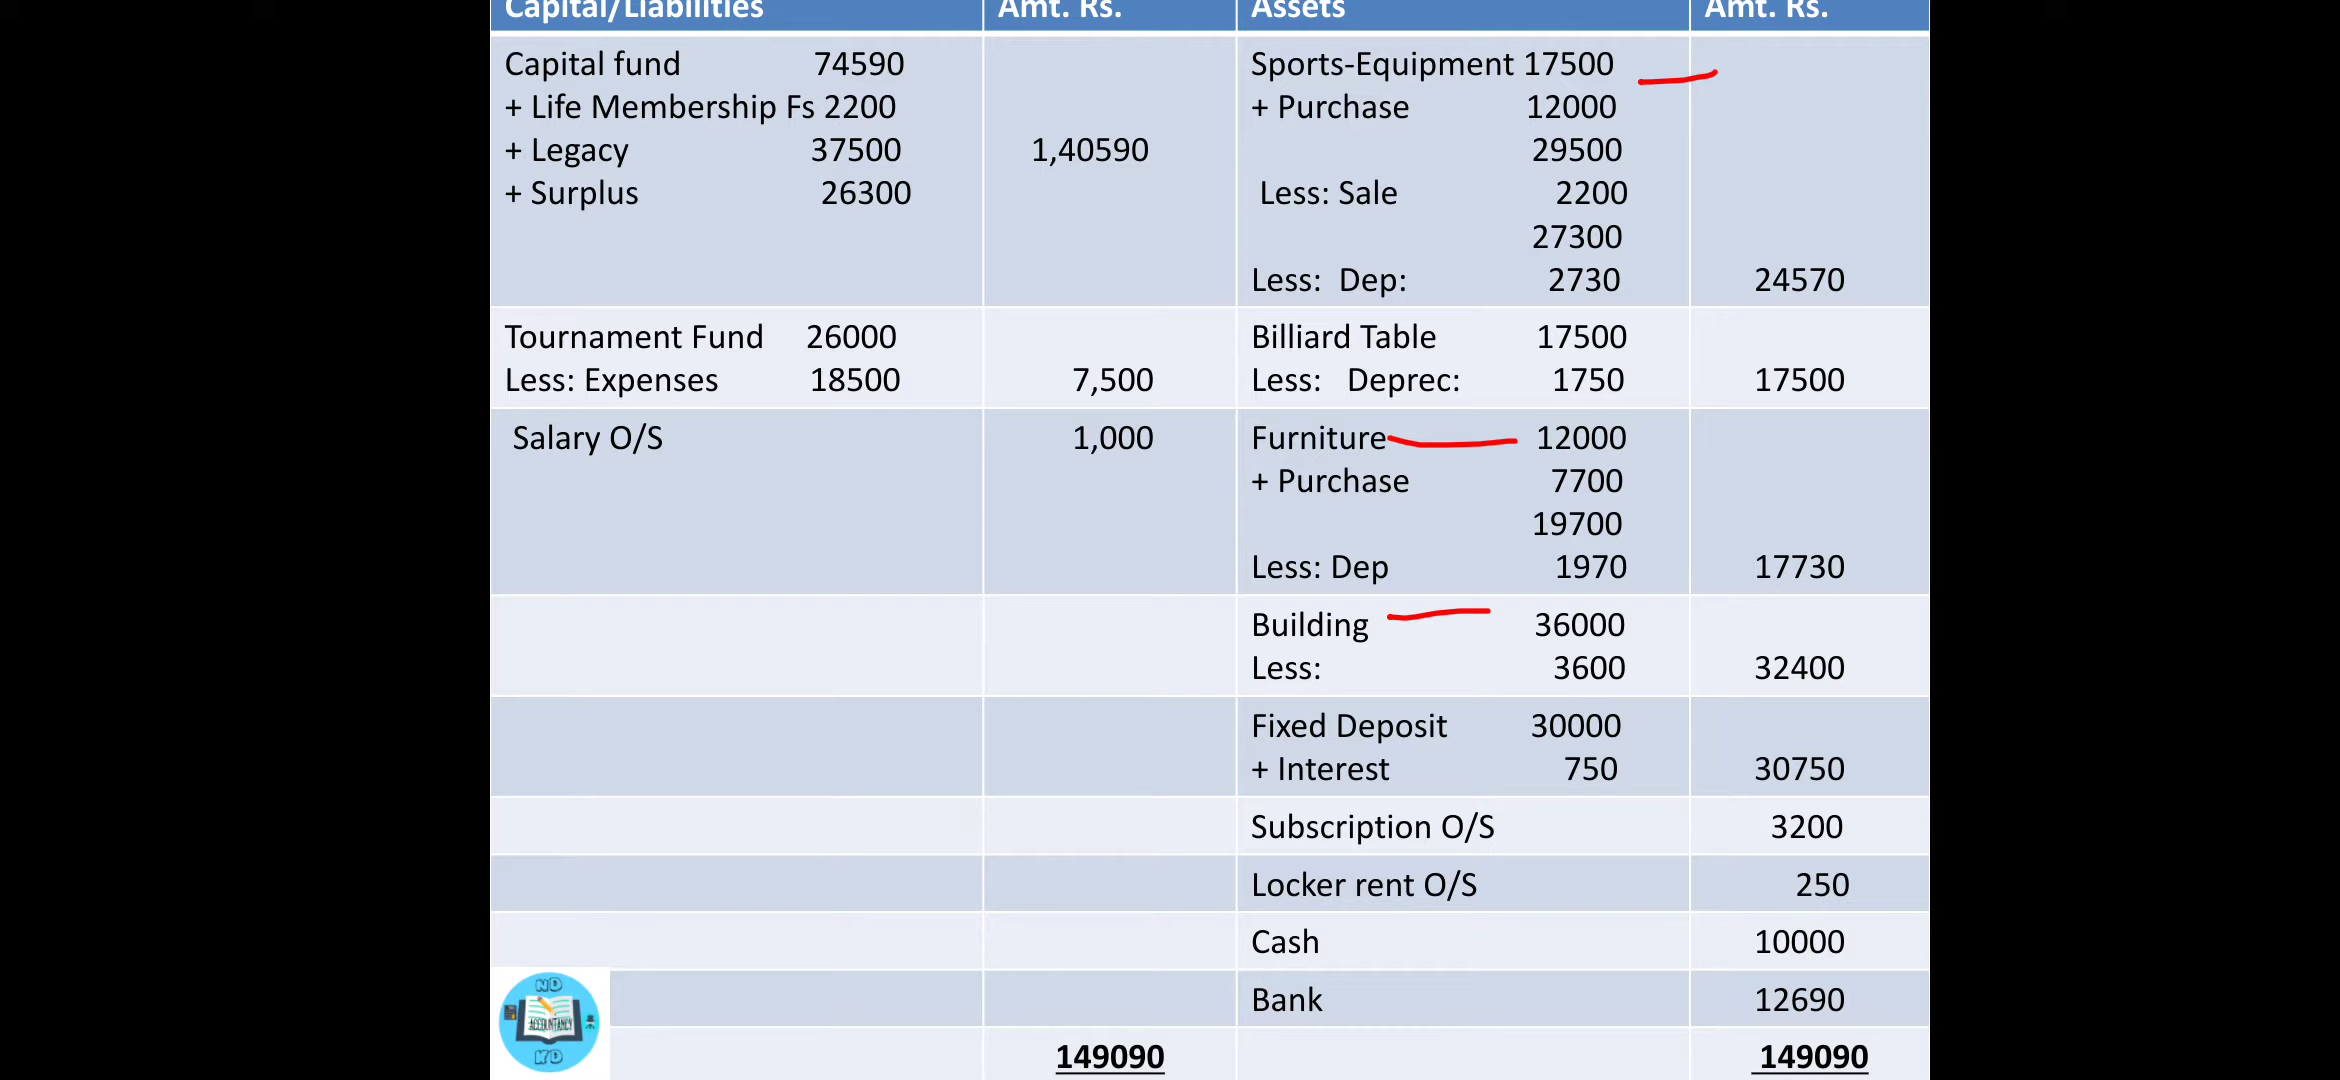 Capital/Liabilities Amt. Rs. Assets Amt. Rs.
Capital fund 74590
+ Life Membership Fs 2200
+ Legacy 37500 1,40590
+ Surplus 26300
Sports-Equipment 17500
+ Purchase 12000
29500
Less: Sale 2200
27300
Less: Dep: 2730 24570
Tournament Fund 26000
Less: Expenses 18500 7,500
Billiard Table 17500
Less: Deprec: 1750 17500
Salary O/S 1,000
Furniture 12000
+ Purchase 7700
19700
Less: Dep 1970 17730
Building 36000
Less: 3600 32400
Fixed Deposit 30000
+ Interest 750 30750
Subscription O/S 3200
Locker rent O/S 250
Cash 10000
Bank 12690
149090 149090
ND
ACCOUNTANCY
KD